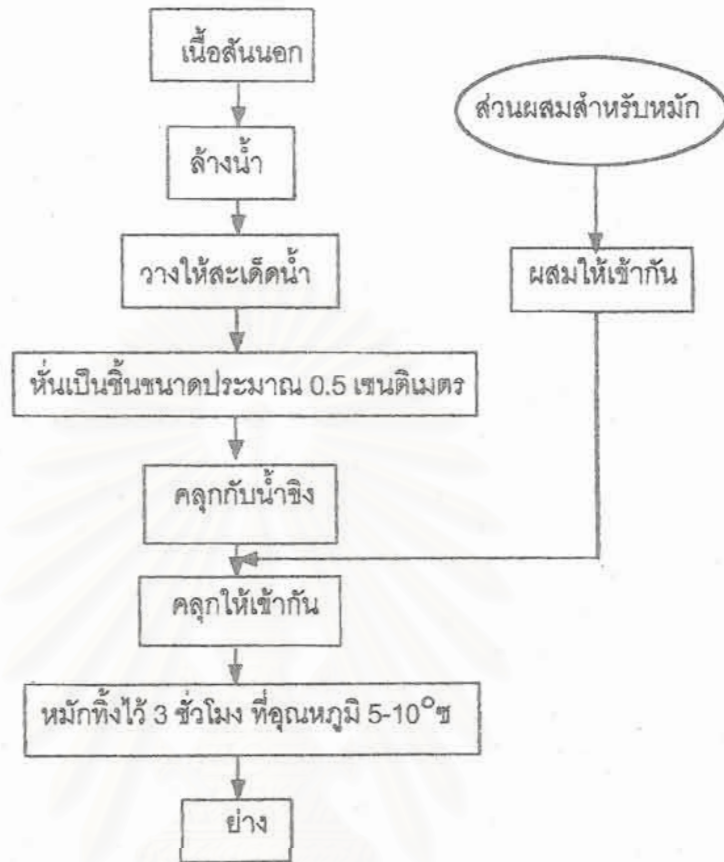 เนื้อสันนอก
ส่วนผสมสำหรับหมัก
ล้างน้ำ
วางให้สะเด็ดน้ำ
ผสมให้เข้ากัน
หั่นเป็นชิ้นขนาดประมาณ 0.5 เซนติเมตร
คลุกกับน้ำขิง
คลุกให้เข้ากัน
หมักทิ้งไว้ 3 ชั่วโมง ที่อุณหภูมิ 5-10°ซ
ย่าง